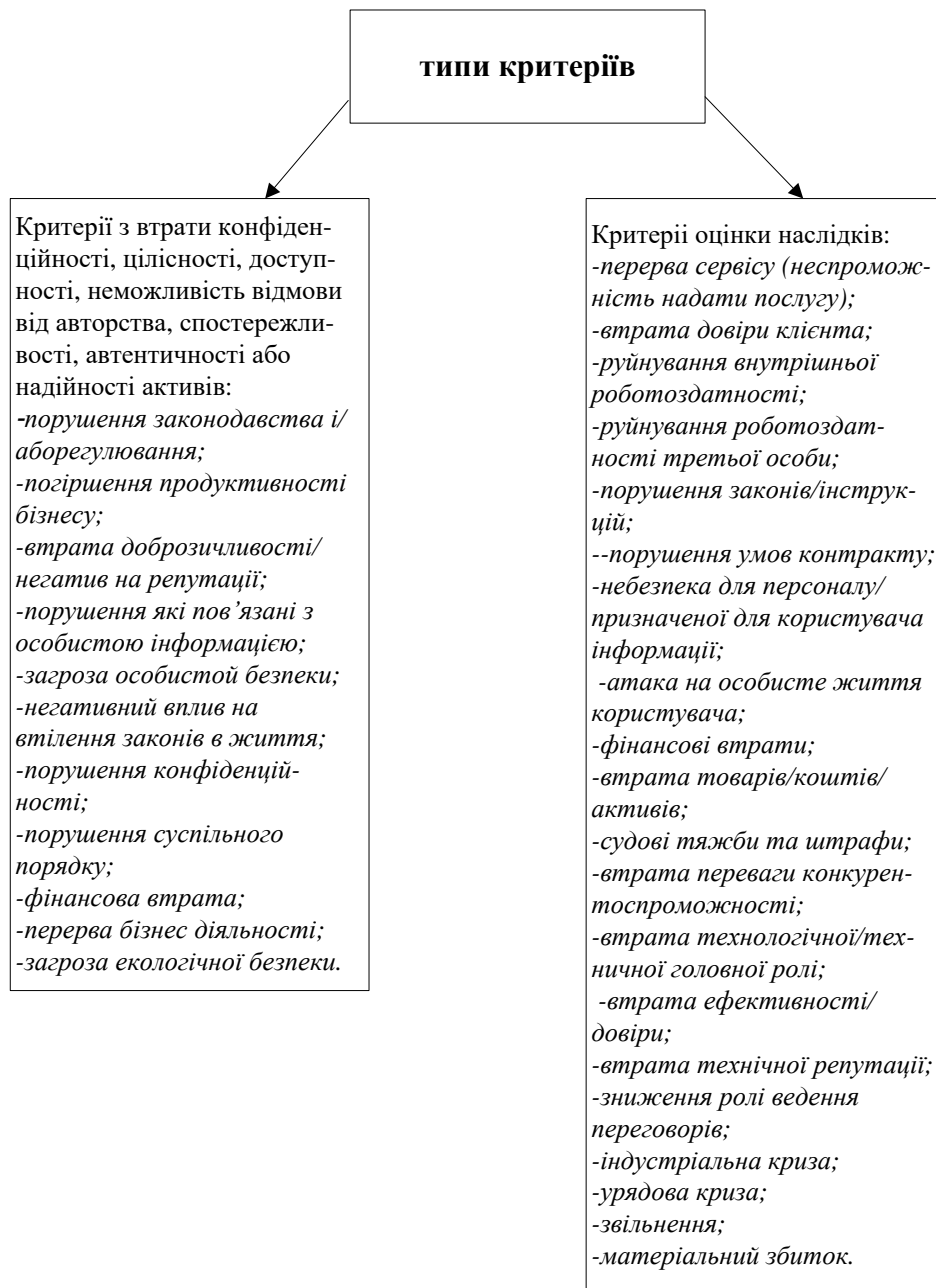 типи критеріїв
Критерії з втрати конфіден-
ційності, цілісності, доступ-
ності, неможливість відмови
від авторства, спостережли-
вості, автентичності або
надійності активів:
-порушення законодавства і/
аборегулювання;
-погіршення продуктивності
бізнесу;
-втрата доброзичливості/
негатив на репутації;
-порушення які пов’язані з
особистою інформацією;
-загроза особистой безпеки;
-негативний вплив на
втілення законів в життя;
-порушення конфіденцій-
ності;
-порушення суспільного
порядку;
-фінансова втрата;
-перерва бізнес діяльності;
-загроза екологічної безпеки.
Критеріі оцінки наслідків:
-перерва сервісу (неспромож-
ність надати послугу);
-втрата довіри клієнта;
-руйнування внутрішньої
роботоздатності;
-руйнування роботоздат-
ності третьої особи;
-порушення законів/інструк-
цій;
--порушення умов контракту;
-небезпека для персоналу/
призначеної для користувача
інформації;
-атака на особисте життя
користувача;
-фінансові втрати;
-втрата товарів/коштів/
активів;
-судові тяжби та штрафи;
-втрата переваги конкурен-
тоспроможності;
-втрата технологічної/тех-
ничної головної ролі;
-втрата ефективності/
довіри;
-втрата технічної репутації;
-зниження ролі ведення
переговорів;
-індустріальна криза;
-урядова криза;
-звільнення;
-матеріальний збиток.